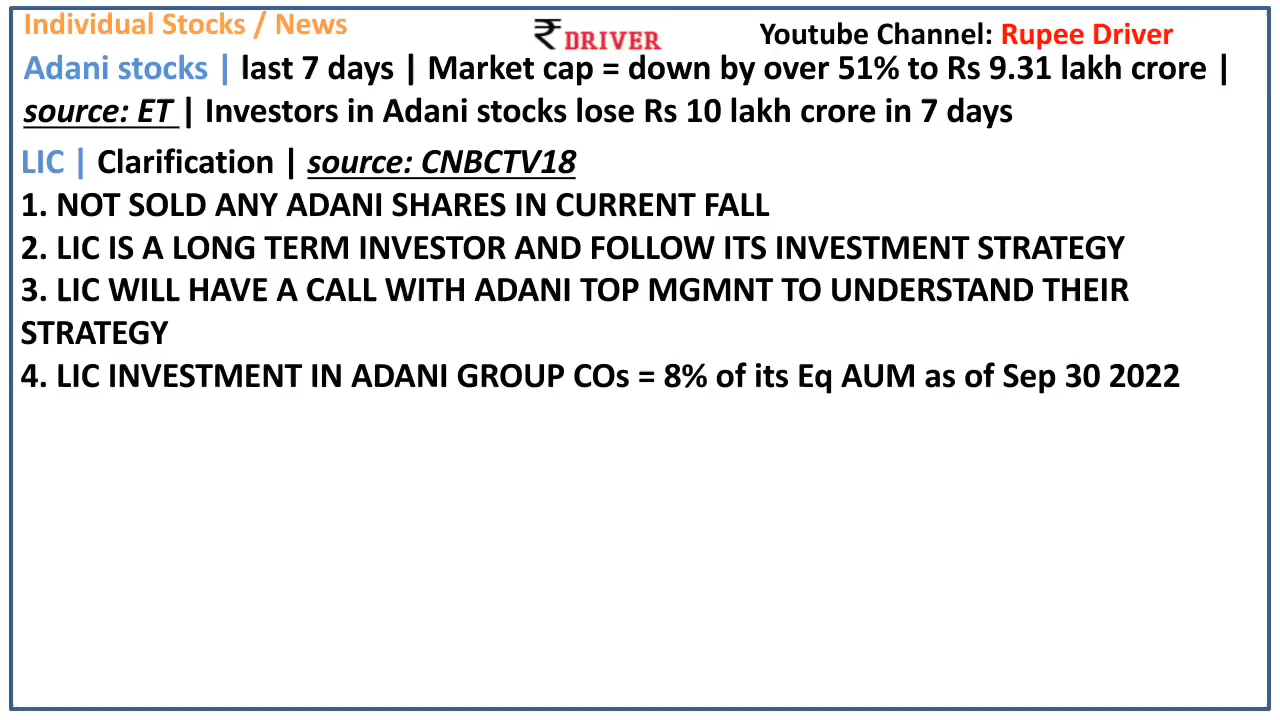 Individual Stocks / News
₹ DRIVER
Youtube Channel: Rupee Driver
Adani stocks | last 7 days | Market cap = down by over 51% to Rs 9.31 lakh crore |
source: ET | Investors in Adani stocks lose Rs 10 lakh crore in 7 days
LIC | Clarification | source: CNBCTV18
1. NOT SOLD ANY ADANI SHARES IN CURRENT FALL
2. LIC IS A LONG TERM INVESTOR AND FOLLOW ITS INVESTMENT STRATEGY
3. LIC WILL HAVE A CALL WITH ADANI TOP MGMNT TO UNDERSTAND THEIR
STRATEGY
4. LIC INVESTMENT IN ADANI GROUP COs = 8% of its Eq AUM as of Sep 30 2022